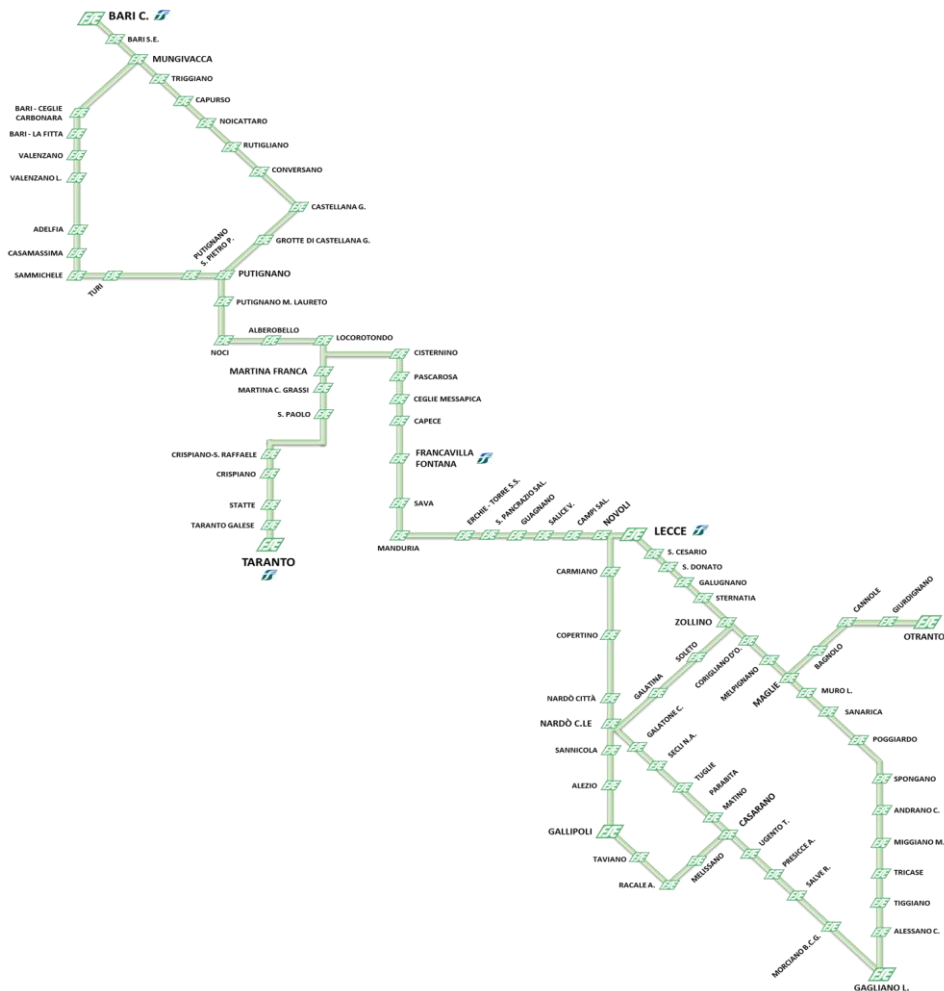 BARI C.
BARI S.E.
MUNGIVACCA
TRIGGIANO
CAPURSO
BARI - CEGLIE
CARBONARA
NOICATTARO
BARI - LA FITTA
RUTIGLIANO
VALENZANO
CONVERSANO
VALENZANO L.
CASTELLANA G.
ADELFIA
PUTIGNANO
S. PIETRO P.
GROTTE DI CASTELLANA G.
CASAMASSIMA
SAMMICHELE
TURI
PUTIGNANO
PUTIGNANO M. LAURETO
ALBEROBELLO
LOCOROTONDO
NOCI
CISTERNINO
MARTINA FRANCA
PASCAROSA
MARTINA C. GRASSI
CEGLIE MESSAPICA
S. PAOLO
CAPECE
CRISPIANO-S. RAFFAELE
FRANCAVILLA
FONTANA
CRISPIANO
STATTE
SAVA
TARANTO GALESE
TARANTO
MANDURIA
ERCHIE - TORRE S.S.
S. PANCRAZIO SAL.
GUAGNANO
SALICE V.
CAMPI SAL.
NOVOLI
LECCE
S. CESARIO
S. DONATO
CARMIANO
GALUGNANO
STERNATIA
ZOLLINO
CANNOLE
GIURDIGNANO
OTRANTO
COPERTINO
SOLETO
CORIGLIANO D'O.
MELPIGNANO
BAGNOLO
MAGLIE
GALATINA
MURO L.
NARDÒ CITTÀ
SANARICA
NARDÒ C.LE
GALATONE C.
POGGIARDO
SANNICOLA
SECLÌ N.A.
SPONGANO
ALEZIO
TUGLIE
PARABITA
MATINO
ANDRANO C.
GALLIPOLI
CASARANO
MIGGIANO M.
TAVIANO
UGENTO T.
RACALE A.
MELISSANO
PRESICCE A.
TRICASE
SALVE R.
TIGGIANO
ALESSANO C.
MORCIANO B.C.G.
GAGLIANO L.